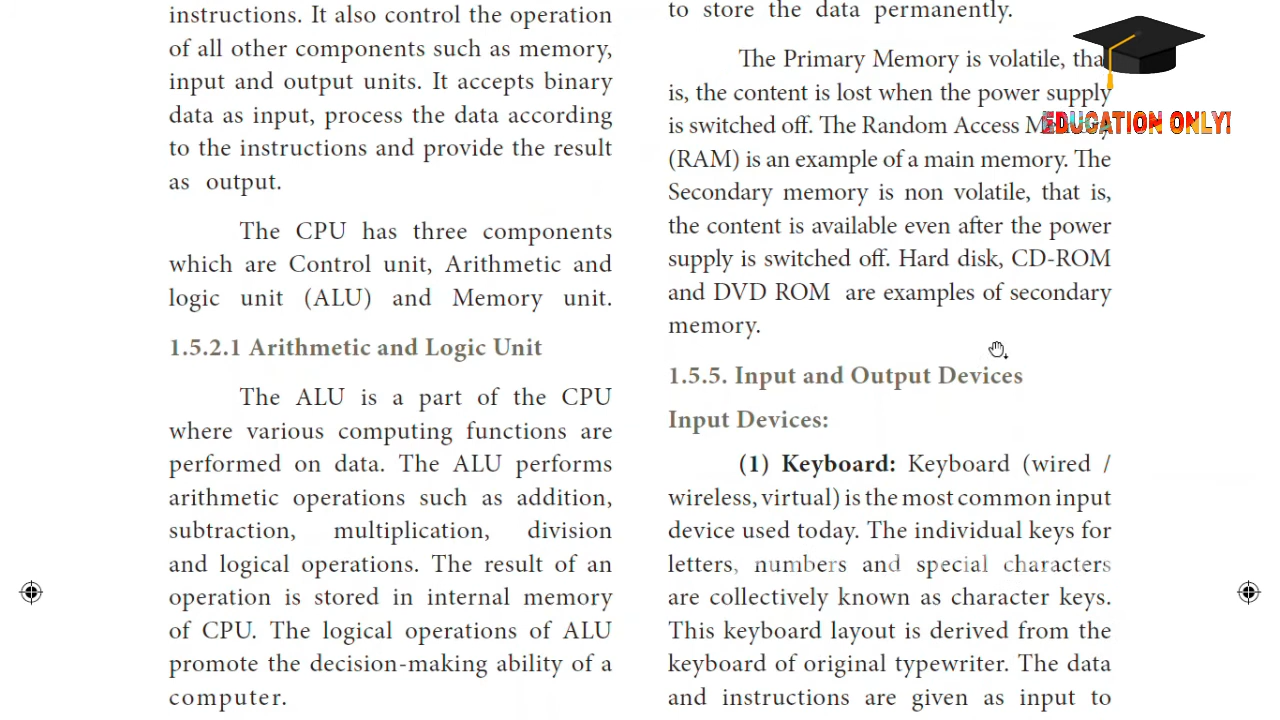 instructions. It also control the operation
of all other components such as memory,
input and output units. It accepts binary
data as input, process the data according
to the instructions and provide the result
as output.
The CPU has three components
which are Control unit, Arithmetic and
logic unit (ALU) and Memory unit.
1.5.2.1 Arithmetic and Logic Unit
The ALU is a part of the CPU
where various computing functions are
performed on data. The ALU performs
arithmetic operations such as addition,
subtraction, multiplication, division
and logical operations. The result of an
operation is stored in internal memory
of CPU. The logical operations of ALU
promote the decision-making ability of a
computer.
to store the data permanently.
The Primary Memory is volatile, tha
is, the content is lost when the power supply
is switched off. The Random Access
(RAM) is an example of a main memory. The
Secondary memory is non volatile, that is,
the content is available even after the power
supply is switched off. Hard disk, CD-ROM
and DVD ROM are examples of secondary
memory.
1.5.5. Input and Output Devices
Input Devices:
(1) Keyboard: Keyboard (wired /
wireless, virtual) is the most common input
device used today. The individual keys for
letters, numbers and special characters
are collectively known as character keys.
This keyboard layout is derived from the
keyboard of original typewriter. The data
and instructions are given as input to
EDUCATION ONLY!